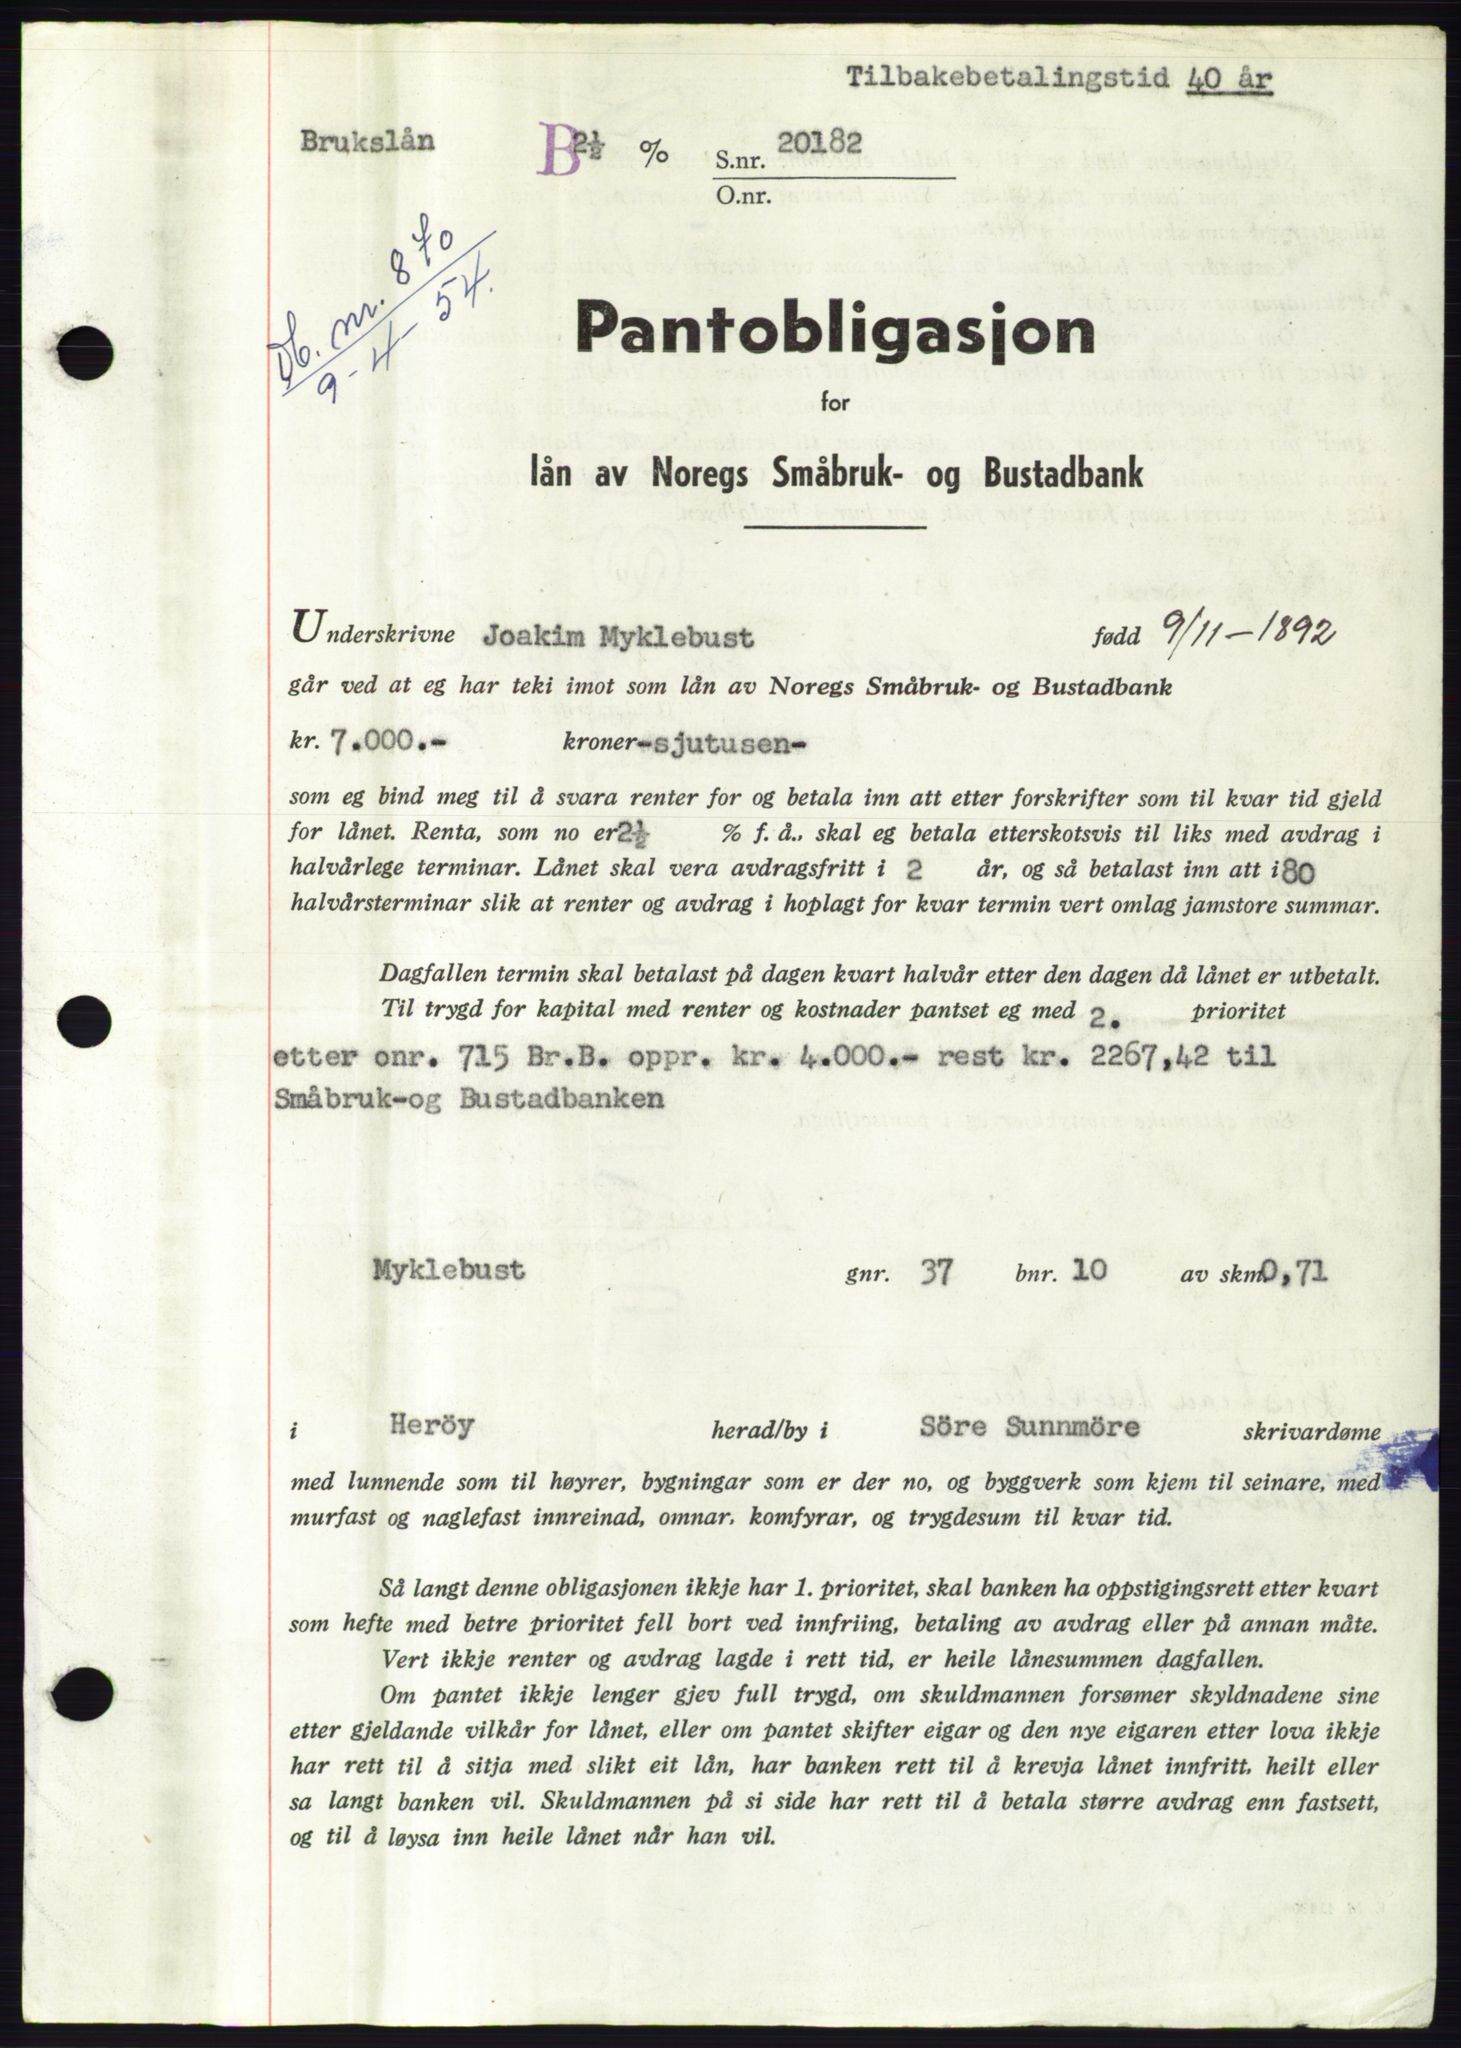 Tilbakebetalingstid 40 år
Brukslån B 2½ % S.nr. 20182
O.nr.
Db. nr. 870
9-4-54.
Pantobligasjon
for
lån av Noregs Småbruk- og Bustadbank
Underskrivne Joakim Myklebust fødd 9/11-1892
går ved at eg har teki imot som lån av Noregs Småbruk- og Bustadbank
kr. 7.000.- kroner -sjutusen-
som eg bind meg til å svara renter for og betala inn att etter forskrifter som til kvar tid gjeld
for lånet. Renta, som no er 2½ % f. å., skal eg betala etterskotsvis til liks med avdrag i
halvårlege terminar. Lånet skal vera avdragsfritt i 2 år, og så betalast inn att i 80
halvårsterminar slik at renter og avdrag i hoplagt for kvar termin vert omlag jamstore summar.
Dagfallen termin skal betalast på dagen kvart halvår etter den dagen då lånet er utbetalt.
Til trygd for kapital med renter og kostnader pantset eg med 2. prioritet
etter onr. 715 Br.B. oppr. kr. 4.000.- rest kr. 2267,42 til
Småbruk-og Bustadbanken
Myklebust gnr. 37 bnr. 10 av skm. 0,71
i Heröy herad/by i Söre Sunnmöre skrivardøme
med lunnende som til høyrer, bygningar som er der no, og byggverk som kjem til seinare, med
murfast og naglefast innreinad, omnar, komfyrar, og trygdesum til kvar tid.
Så langt denne obligasjonen ikkje har 1. prioritet, skal banken ha oppstigingsrett etter kvart
som hefte med betre prioritet fell bort ved innfriing, betaling av avdrag eller på annan måte.
Vert ikkje renter og avdrag lagde i rett tid, er heile lånesummen dagfallen.
Om pantet ikkje lenger gjev full trygd, om skuldmannen forsømer skyldnadene sine
etter gjeldande vilkår for lånet, eller om pantet skifter eigar og den nye eigaren etter lova ikkje
har rett til å sitja med slikt eit lån, har banken rett til å krevja lånet innfritt, heilt eller
sa langt banken vil. Skuldmannen på si side har rett til å betala større avdrag enn fastsett,
og til å løysa inn heile lånet når han vil.